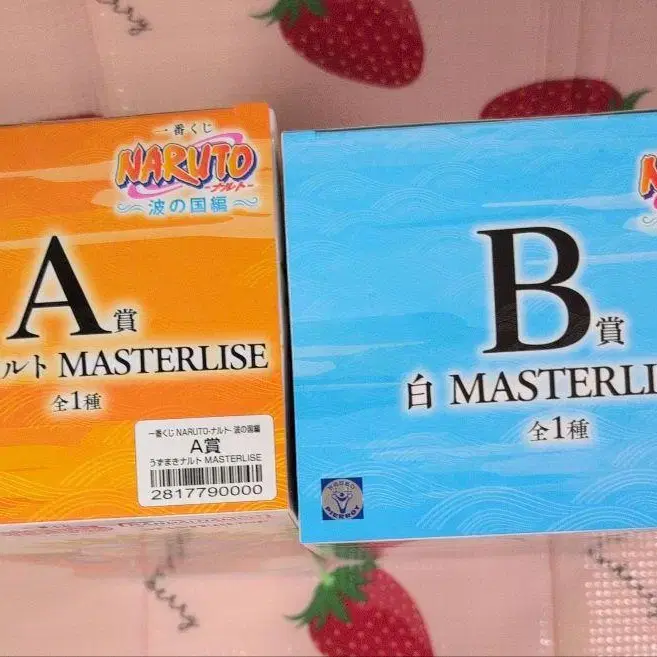 一番くじ
NARUTO
-ナルト-
波の国編
A賞
ルト MASTERLISE
全1種
一番くじ NARUTO-ナルト- 波の国編
A賞
うずまきナルト MASTERLISE
2817790000
B賞
白 MASTERLI
全1種
PIERROT